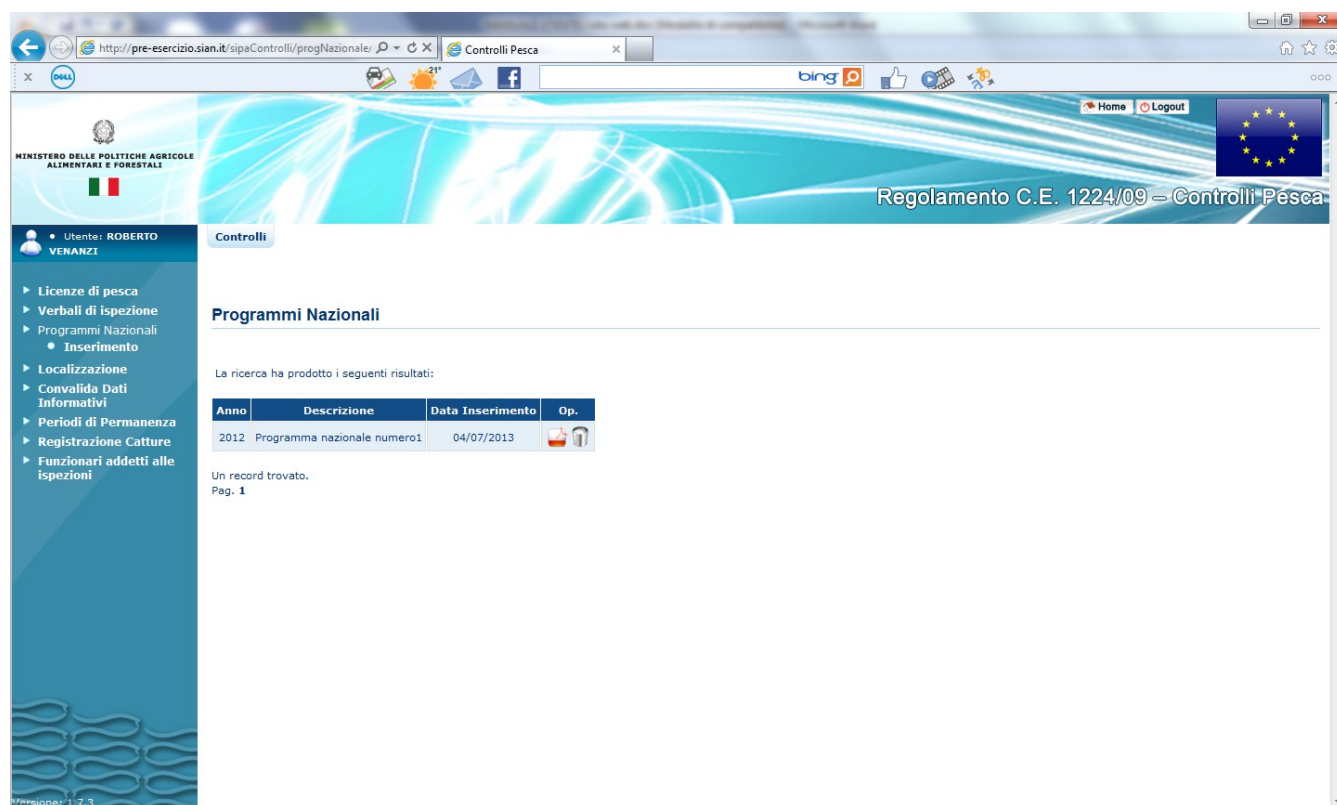 http://pre-esercizio.sian.it/sipaControlli/progNazionale/
Controlli Pesca
DELL
21°
bing
Home
Logout
MINISTERO DELLE POLITICHE AGRICOLE
ALIMENTARI E FORESTALI
Regolamento C.E. 1224/09 – Controlli Pesca
Utente: ROBERTO
VENANZI
Controlli
Licenze di pesca
Verbali di ispezione
Programmi Nazionali
Inserimento
Localizzazione
Convalida Dati
Informativi
Periodi di Permanenza
Registrazione Catture
Funzionari addetti alle
ispezioni
Programmi Nazionali
La ricerca ha prodotto i seguenti risultati:
Anno Descrizione Data Inserimento Op.
2012 Programma nazionale numero1 04/07/2013
Un record trovato.
Pag. 1
Versione: 1.7.3